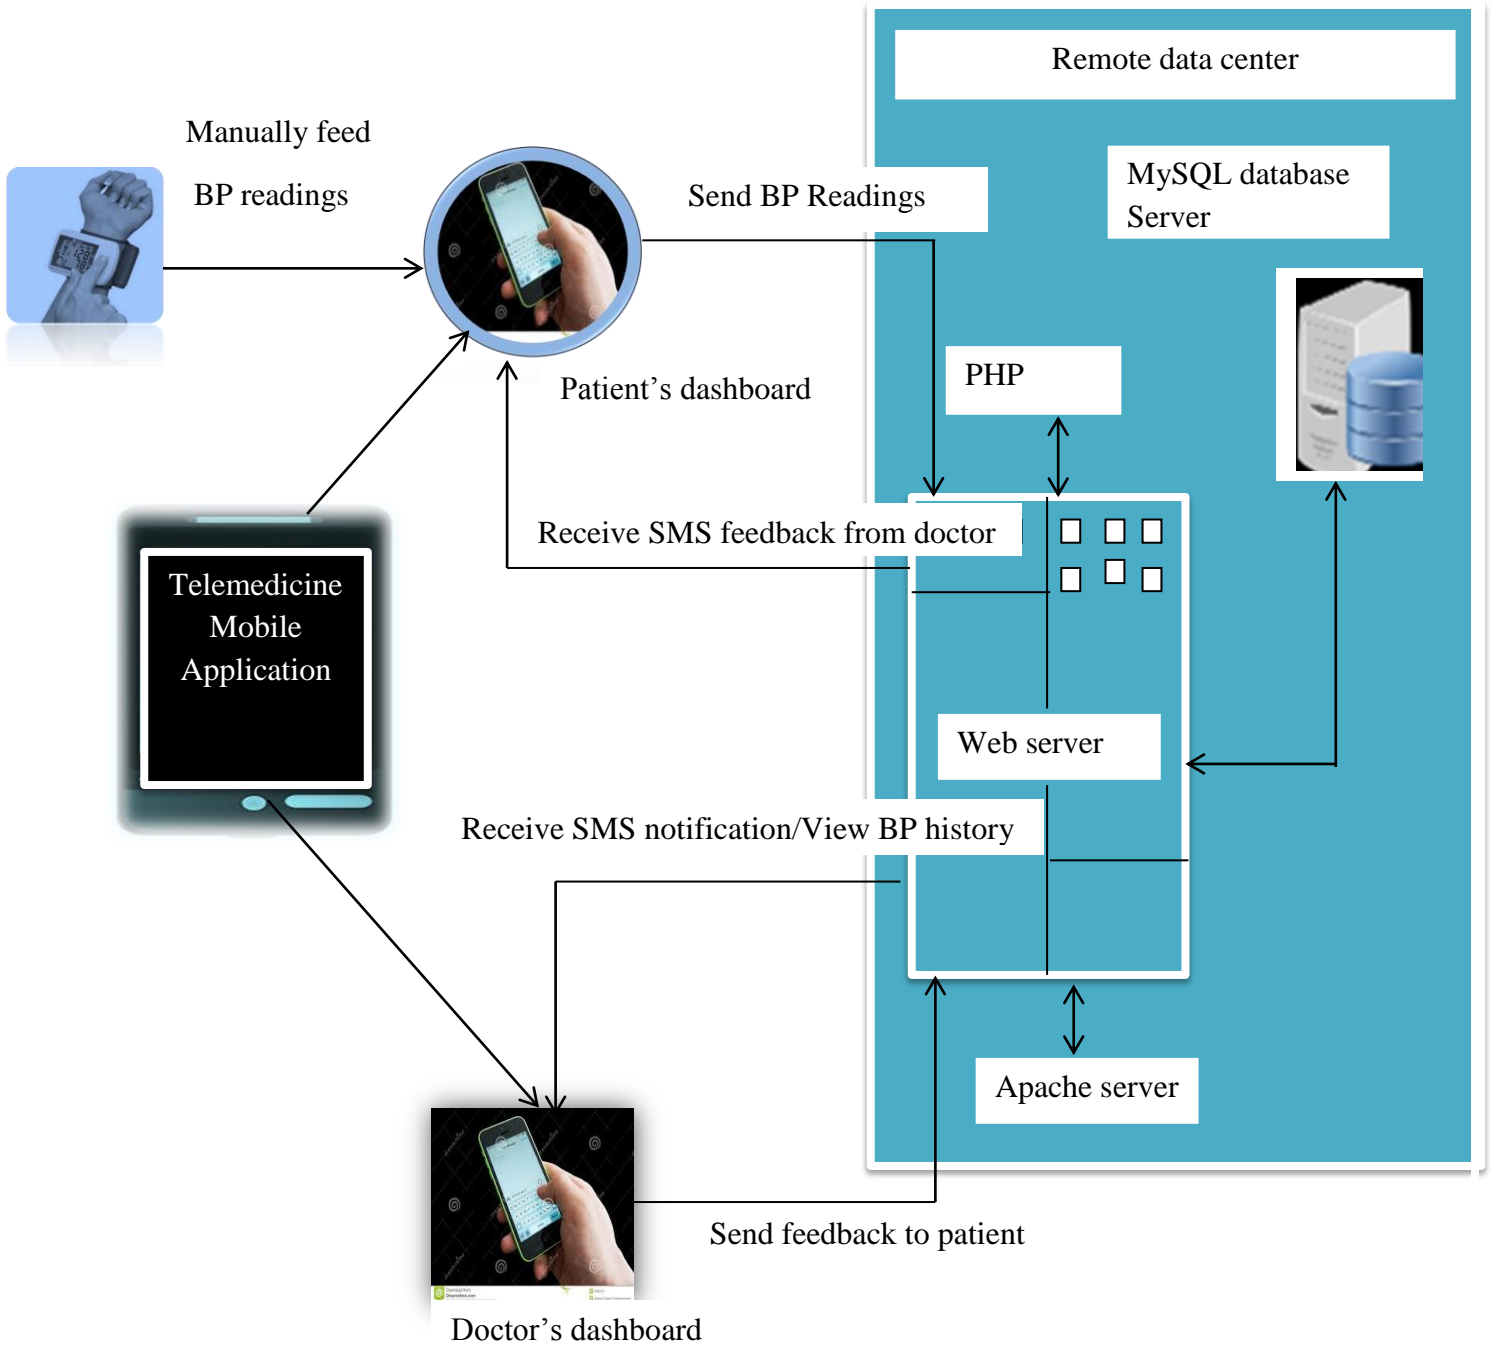 Remote data center
Manually feed
BP readings
Send BP Readings
MySQL database
Server
PHP
Patient’s dashboard
Receive SMS feedback from doctor
Telemedicine
Mobile
Application
Web server
Receive SMS notification/View BP history
Apache server
Send feedback to patient
Doctor’s dashboard